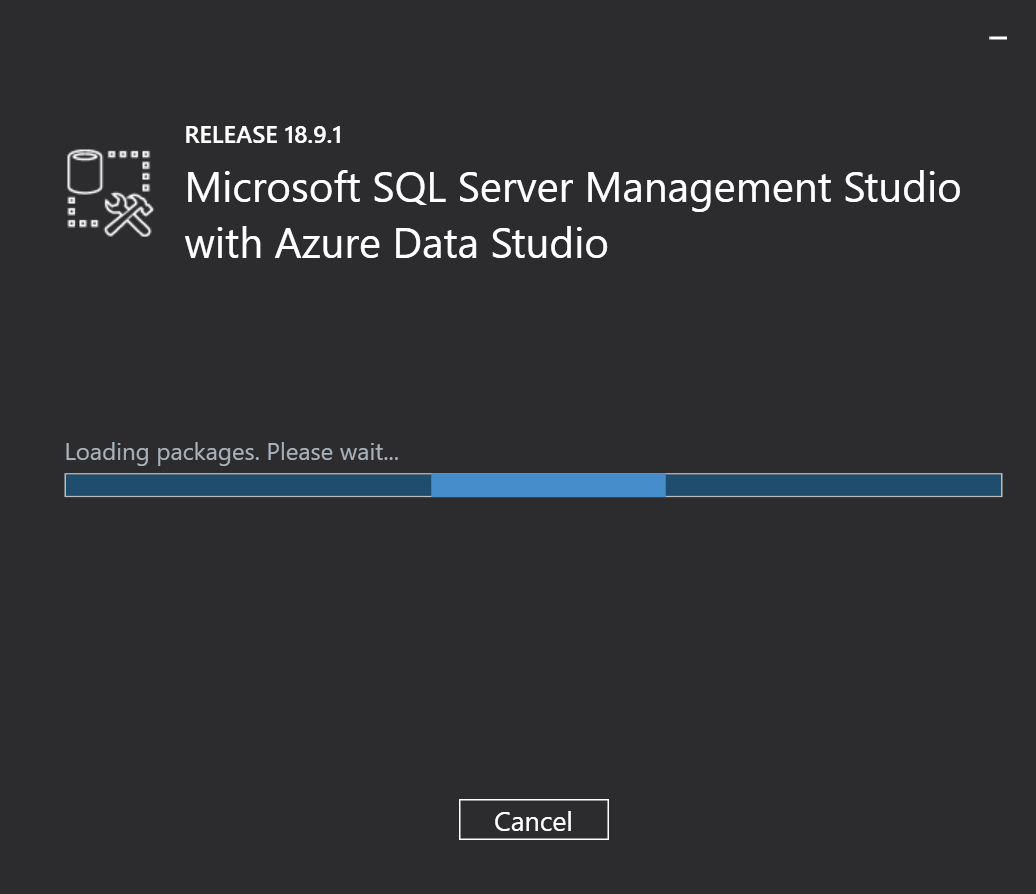 RELEASE 18.9.1
Microsoft SQL Server Management Studio
with Azure Data Studio
Loading packages. Please wait...
Cancel